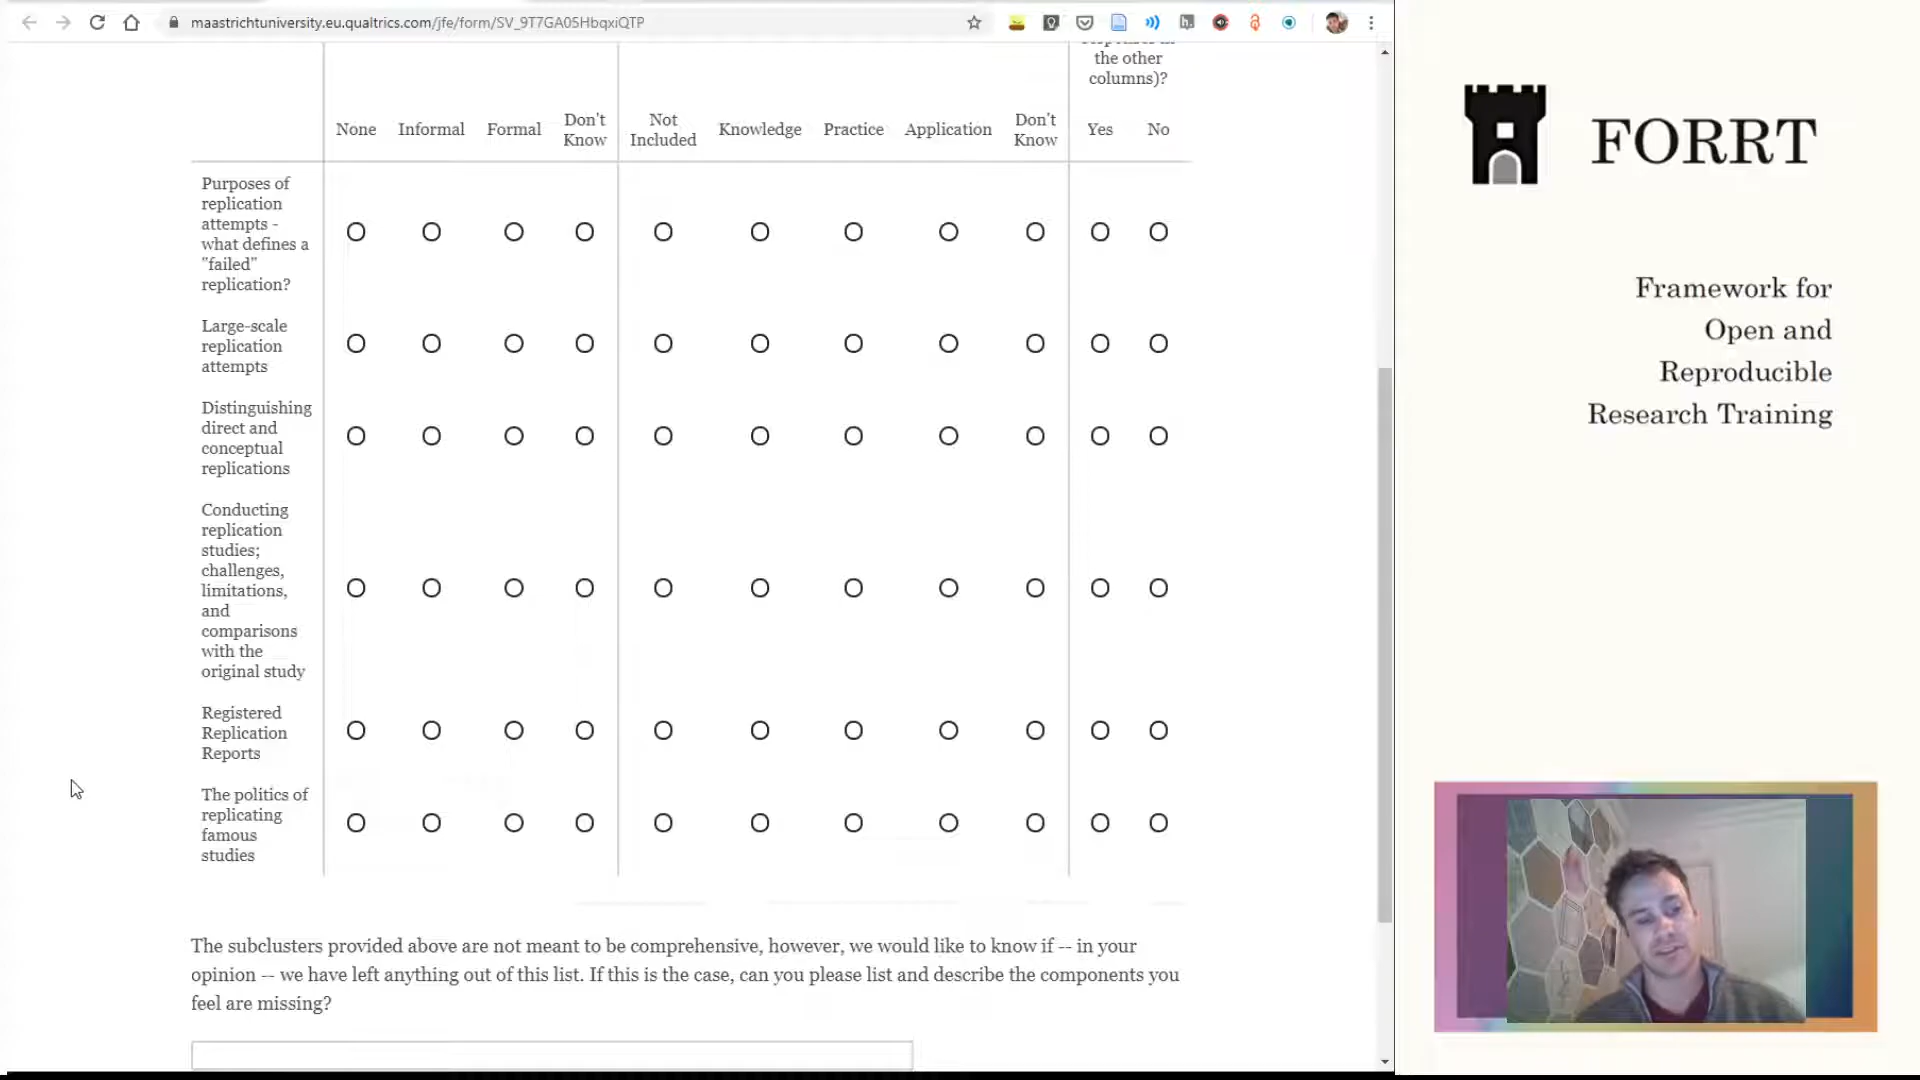 maastrichtuniversity.eu.qualtrics.com/jfe/form/SV_9T7GA05HbqxiQTP
the other
columns)?
None
Informal
Formal
Don't
Know
Not
Included
Knowledge
Practice
Application
Don't
Know
Yes
No
Purposes of
replication
attempts -
what defines a
"failed"
replication?
Large-scale
replication
attempts
Distinguishing
direct and
conceptual
replications
Conducting
replication
studies;
challenges,
limitations,
and
comparisons
with the
original study
Registered
Replication
Reports
The politics of
replicating
famous
studies
The subclusters provided above are not meant to be comprehensive, however, we would like to know if -- in your
opinion -- we have left anything out of this list. If this is the case, can you please list and describe the components you
feel are missing?
FORRT
Framework for
Open and
Reproducible
Research Training